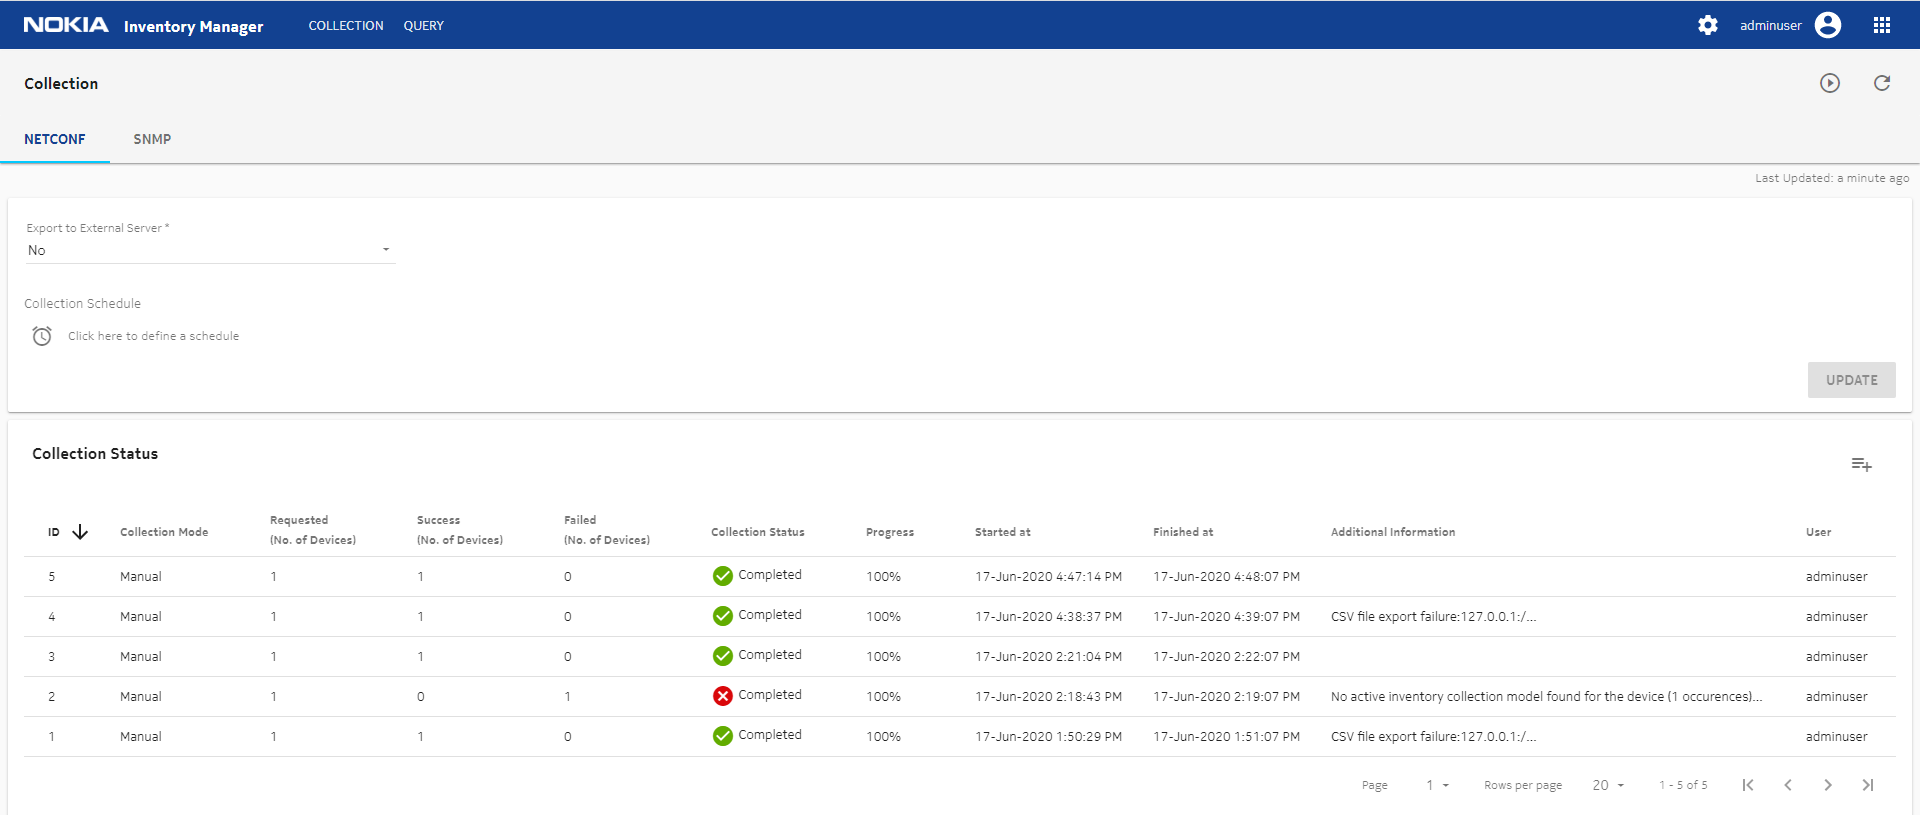 NOKIA Inventory Manager COLLECTION QUERY adminuser
Collection
NETCONF SNMP
Last Updated: a minute ago
Export to External Server *
No
Collection Schedule
Click here to define a schedule
UPDATE
Collection Status
ID Collection Mode Requested (No. of Devices) Success (No. of Devices) Failed (No. of Devices) Collection Status Progress Started at Finished at Additional Information User
5 Manual 1 1 0 Completed 100% 17-Jun-2020 4:47:14 PM 17-Jun-2020 4:48:07 PM adminuser
4 Manual 1 1 0 Completed 100% 17-Jun-2020 4:38:37 PM 17-Jun-2020 4:39:07 PM CSV file export failure:127.0.0.1:/... adminuser
3 Manual 1 1 0 Completed 100% 17-Jun-2020 2:21:04 PM 17-Jun-2020 2:22:07 PM adminuser
2 Manual 1 0 1 Completed 100% 17-Jun-2020 2:18:43 PM 17-Jun-2020 2:19:07 PM No active inventory collection model found for the device (1 occurences)... adminuser
1 Manual 1 1 0 Completed 100% 17-Jun-2020 1:50:29 PM 17-Jun-2020 1:51:07 PM CSV file export failure:127.0.0.1:/... adminuser
Page 1 Rows per page 20 1 - 5 of 5